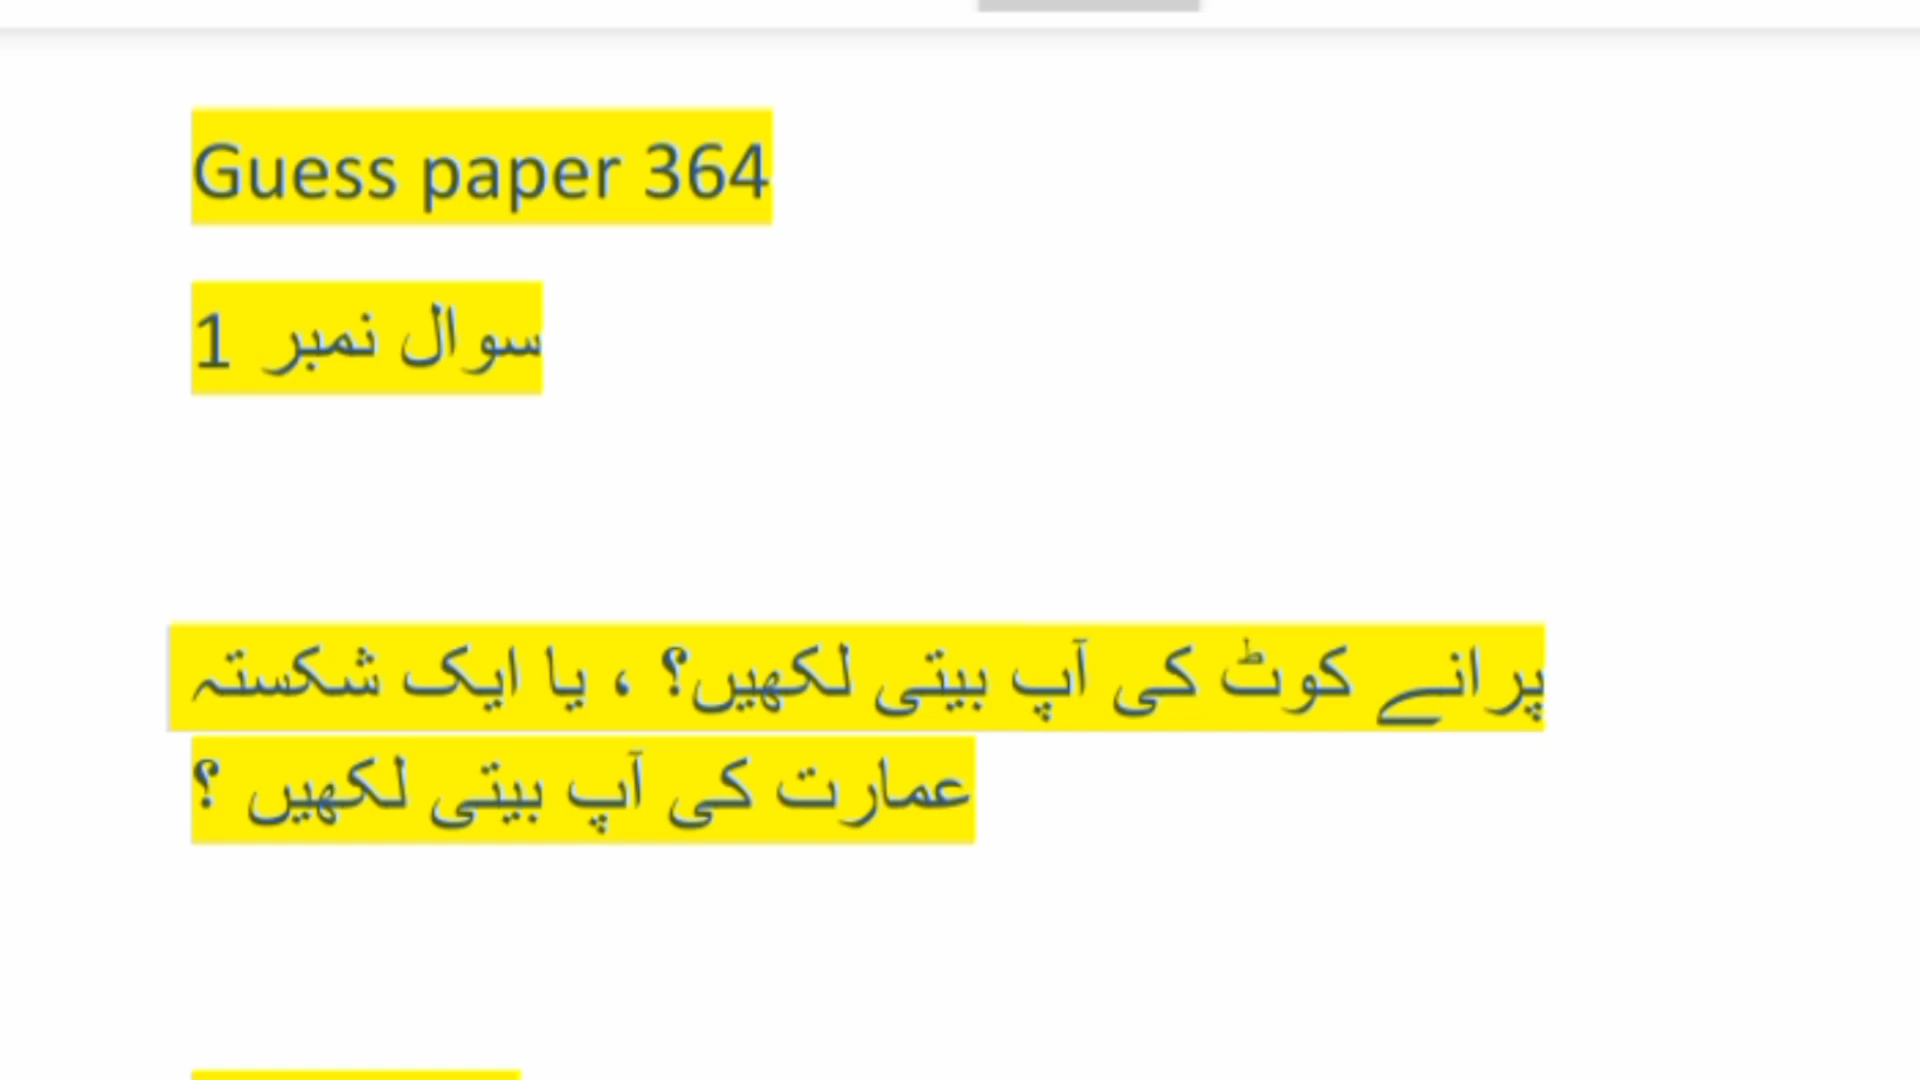 Guess paper 364
سوال نمبر 1
پرانے کوٹ کی آپ بیتی لکھیں؟ ، یا ایک شکستہ
عمارت کی آپ بیتی لکھیں ؟